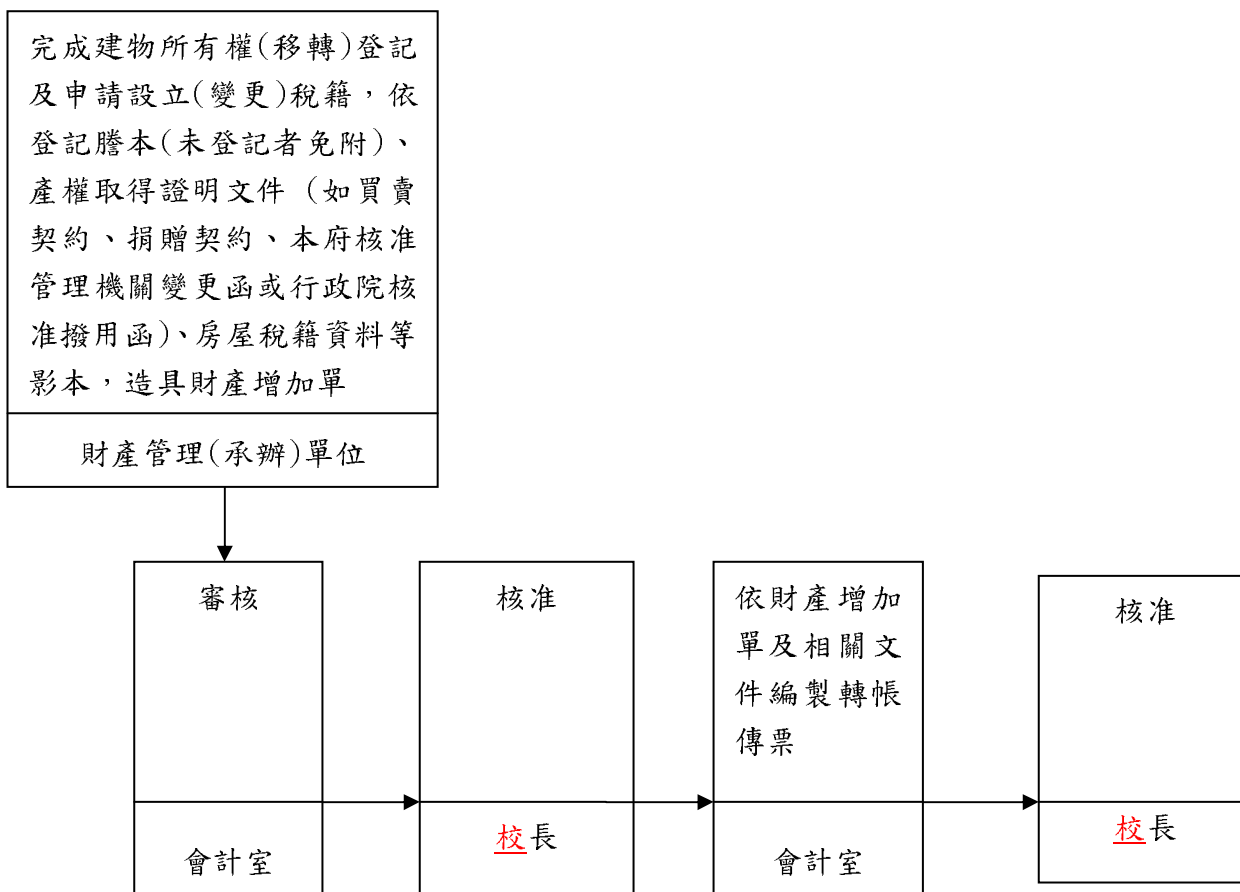 完成建物所有權(移轉)登記
及申請設立(變更)稅籍，依
登記謄本(未登記者免附)、
產權取得證明文件（如買賣
契約、捐贈契約、本府核准
管理機關變更函或行政院核
准撥用函)、房屋稅籍資料等
影本，造具財產增加單
財產管理(承辦)單位
審核
會計室
核准
校長
依財產增加
單及相關文
件編製轉帳
傳票
會計室
核准
校長